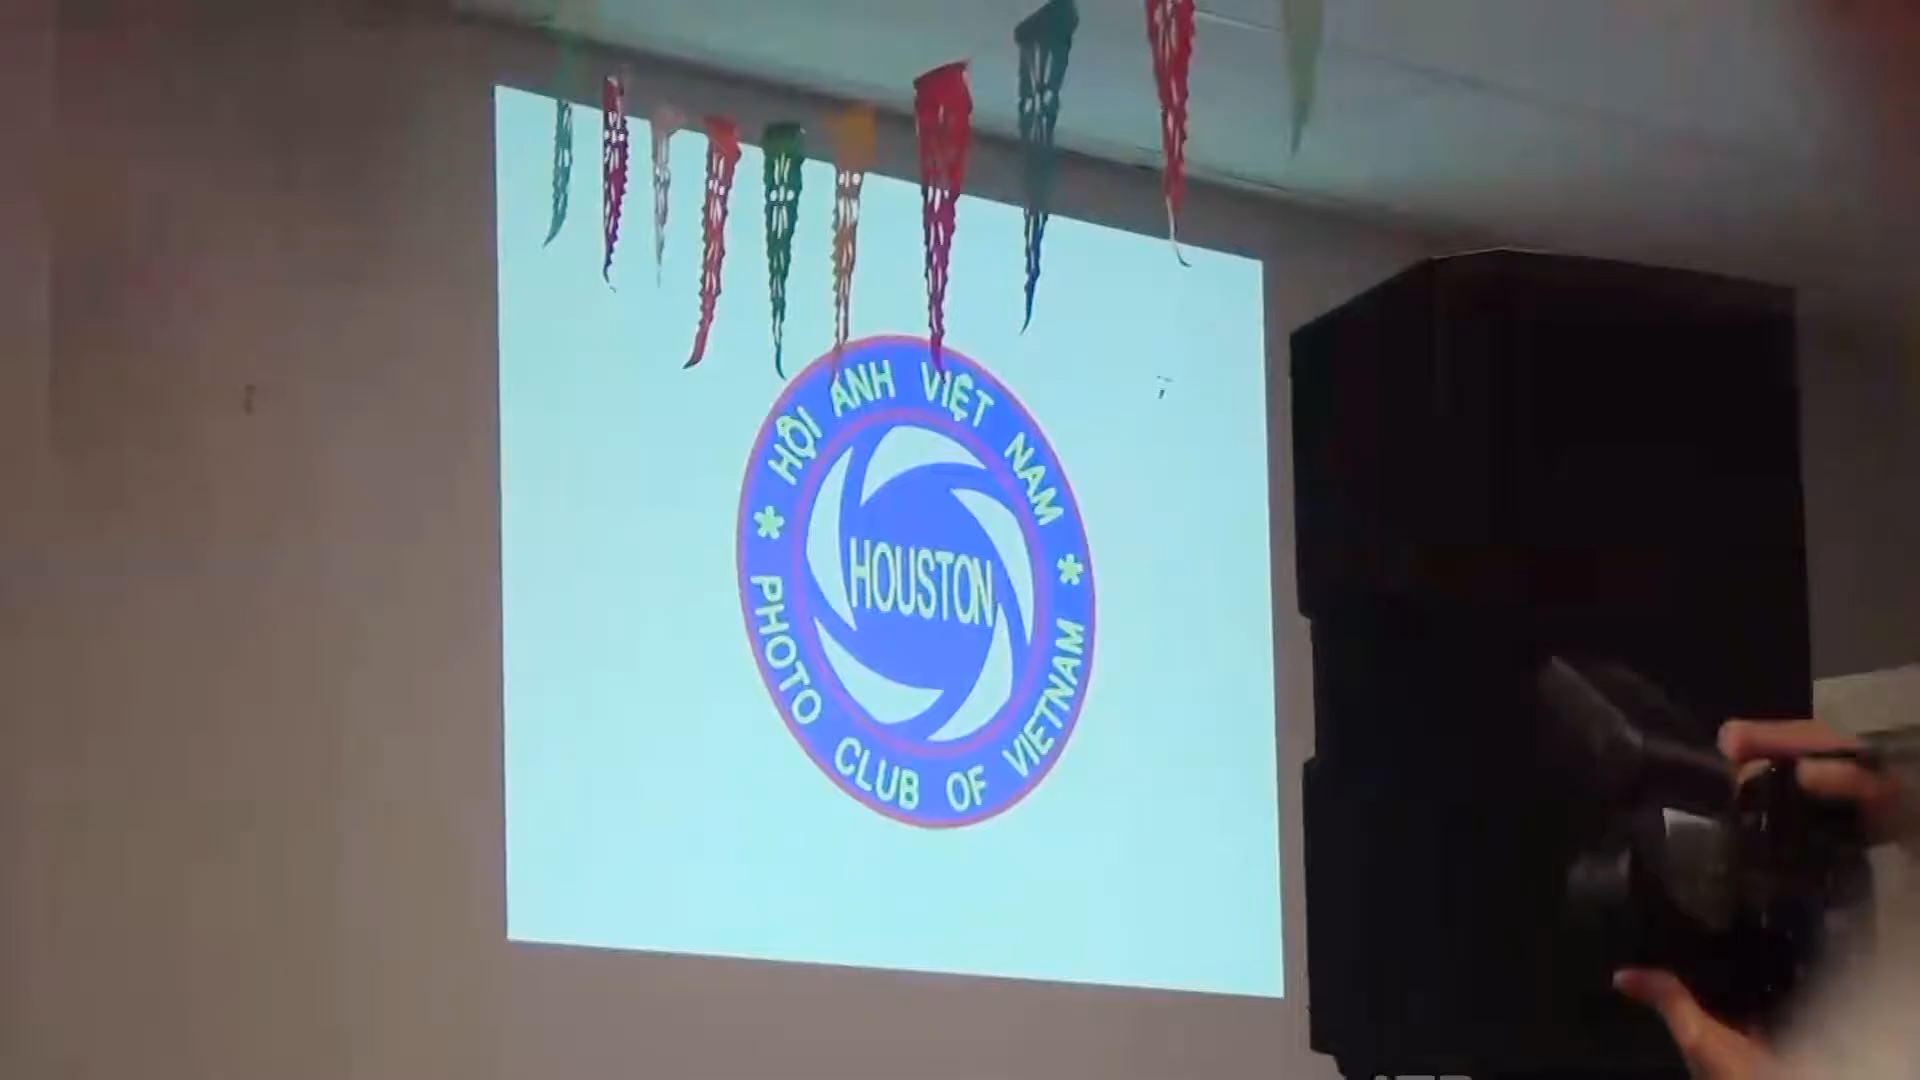 HỘI ẢNH VIỆT NAM
HOUSTON
* PHOTO CLUB OF VIETNAM *